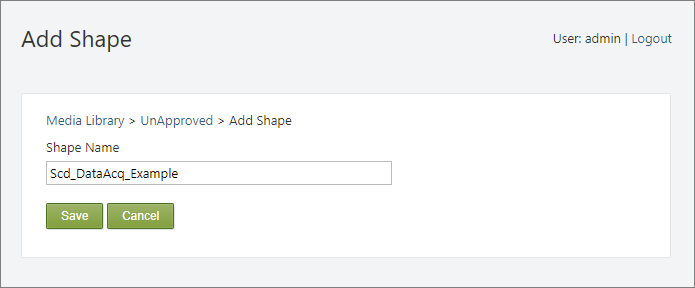 Add Shape
User: admin | Logout
Media Library > UnApproved > Add Shape
Shape Name
Scd_DataAcq_Example
Save Cancel